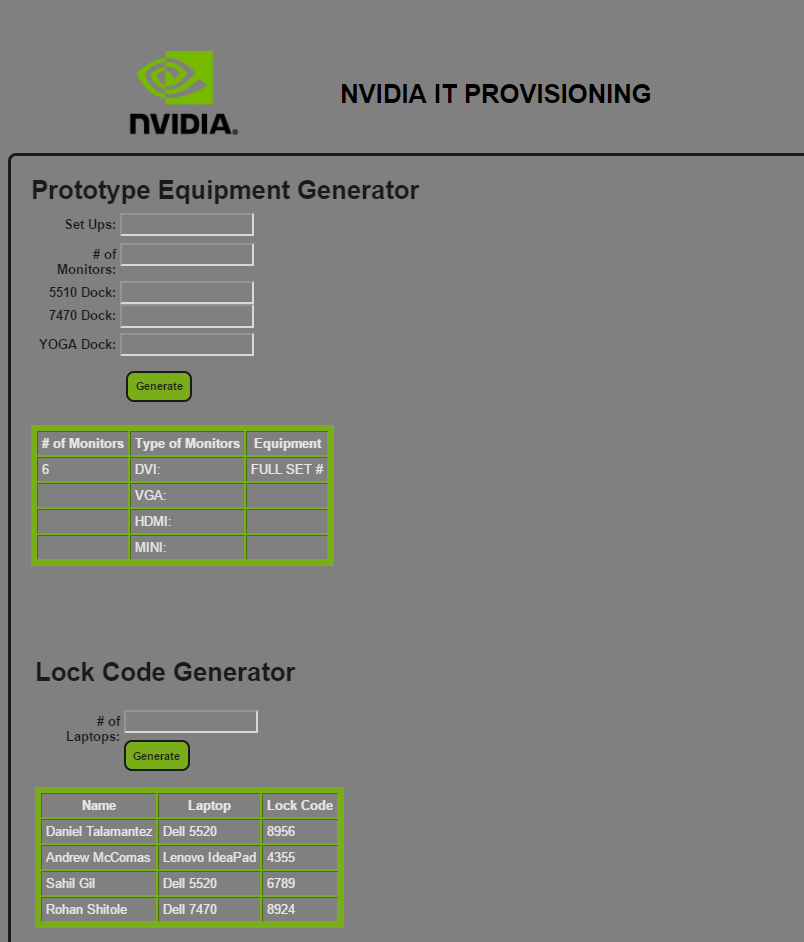 NVIDIA IT PROVISIONING
nVIDIA®
Prototype Equipment Generator
Set Ups:
# of
Monitors:
5510 Dock:
7470 Dock:
YOGA Dock:
Generate
# of Monitors Type of Monitors Equipment
6 DVI: FULL SET #
VGA:
HDMI:
MINI:
Lock Code Generator
# of
Laptops:
Generate
Name Laptop Lock Code
Daniel Talamantez Dell 5520 8956
Andrew McComas Lenovo IdeaPad 4355
Sahil Gil Dell 5520 6789
Rohan Shitole Dell 7470 8924